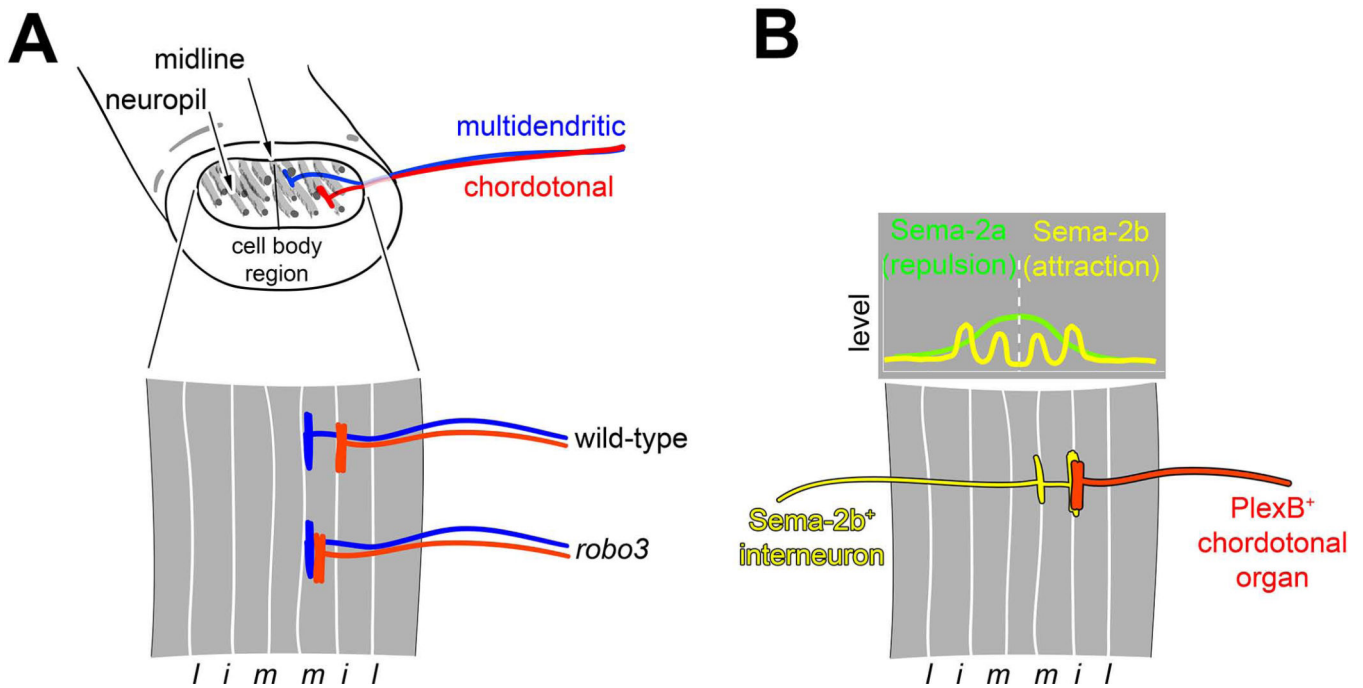 A
midline
neuropil
multidendritic
chordotonal
cell body
region
wild-type
robo3
l i m m i l
B
Sema-2a Sema-2b
(repulsion) (attraction)
level
Sema-2b⁺
interneuron
PlexB⁺
chordotonal
organ
l i m m i l